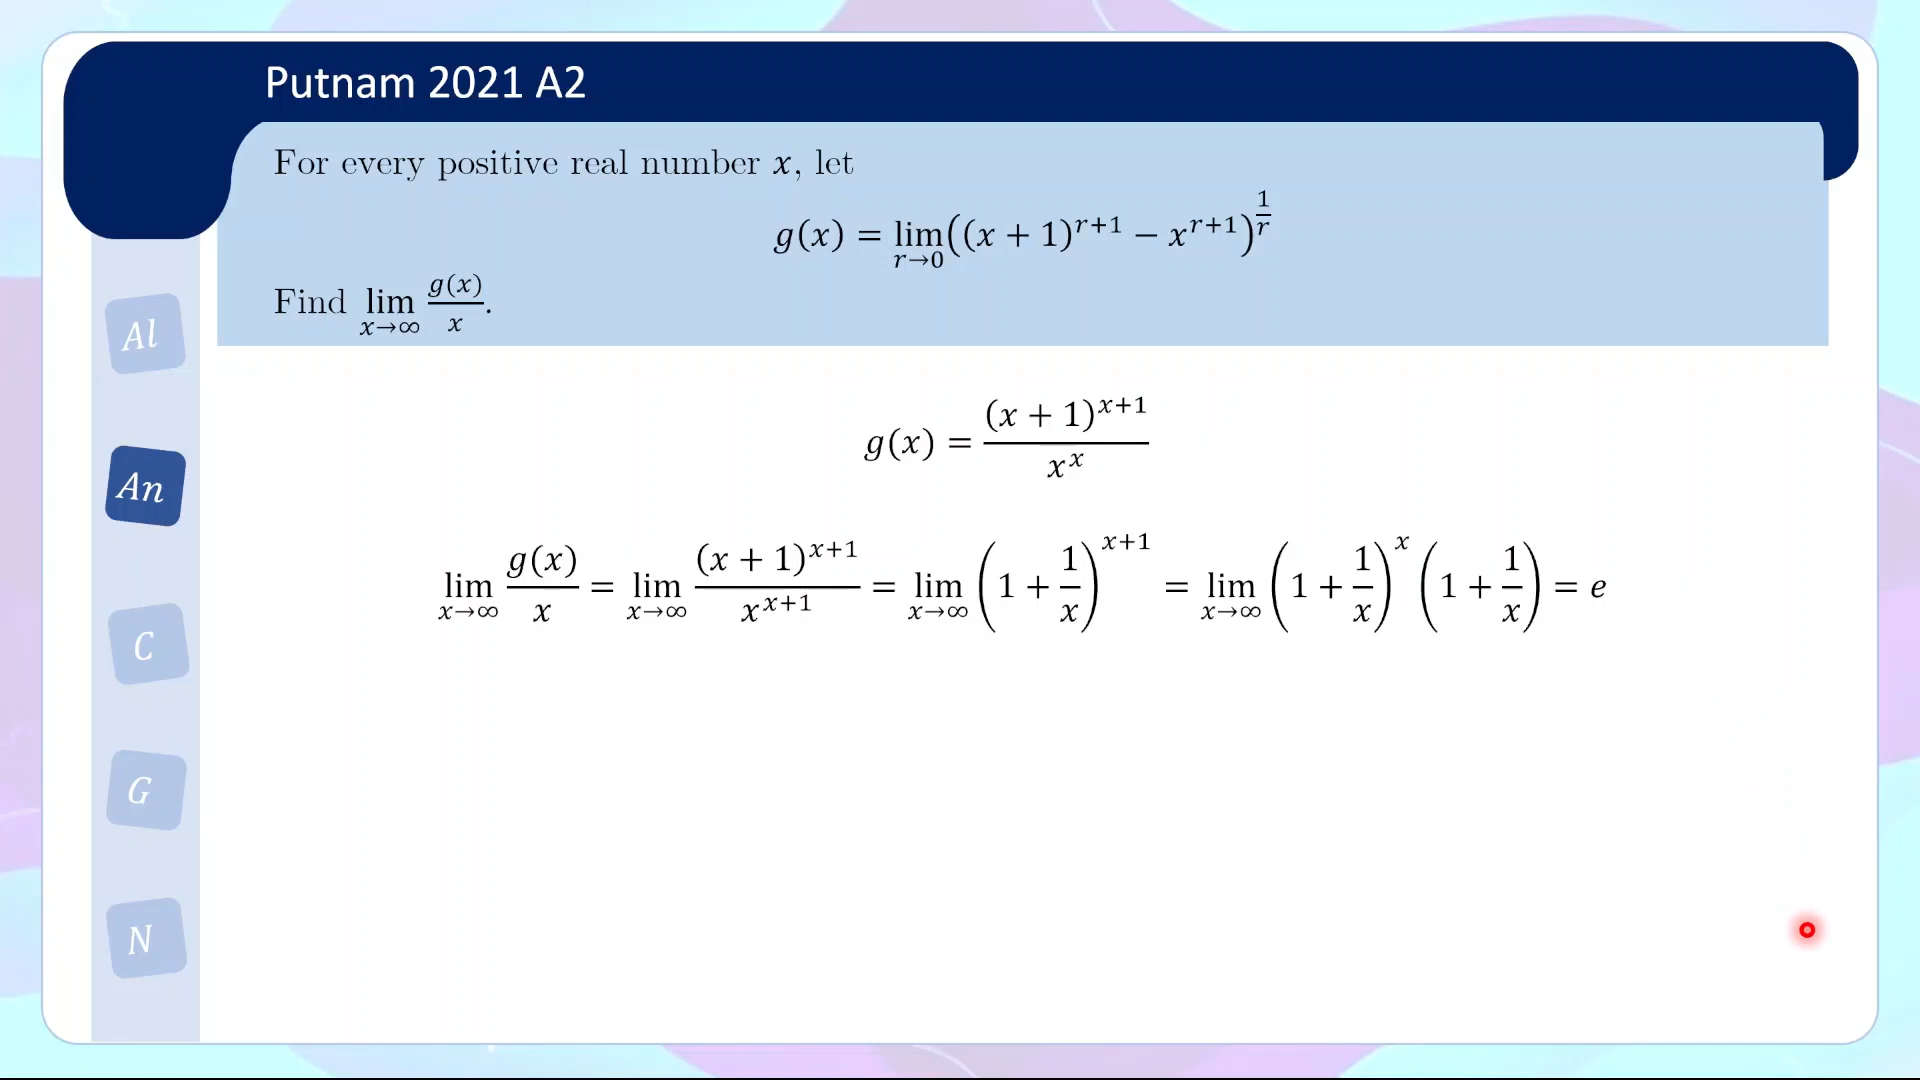 Putnam 2021 A2
For every positive real number x, let
g(x) = lim_{r→0} ((x + 1)^{r+1} − x^{r+1})^{1/r}
Find lim_{x→∞} g(x)/x.
Al
An
C
G
N
g(x) = (x + 1)^{x+1} / x^x
lim_{x→∞} g(x)/x = lim_{x→∞} (x + 1)^{x+1} / x^{x+1} = lim_{x→∞} (1 + 1/x)^{x+1} = lim_{x→∞} (1 + 1/x)^x (1 + 1/x) = e